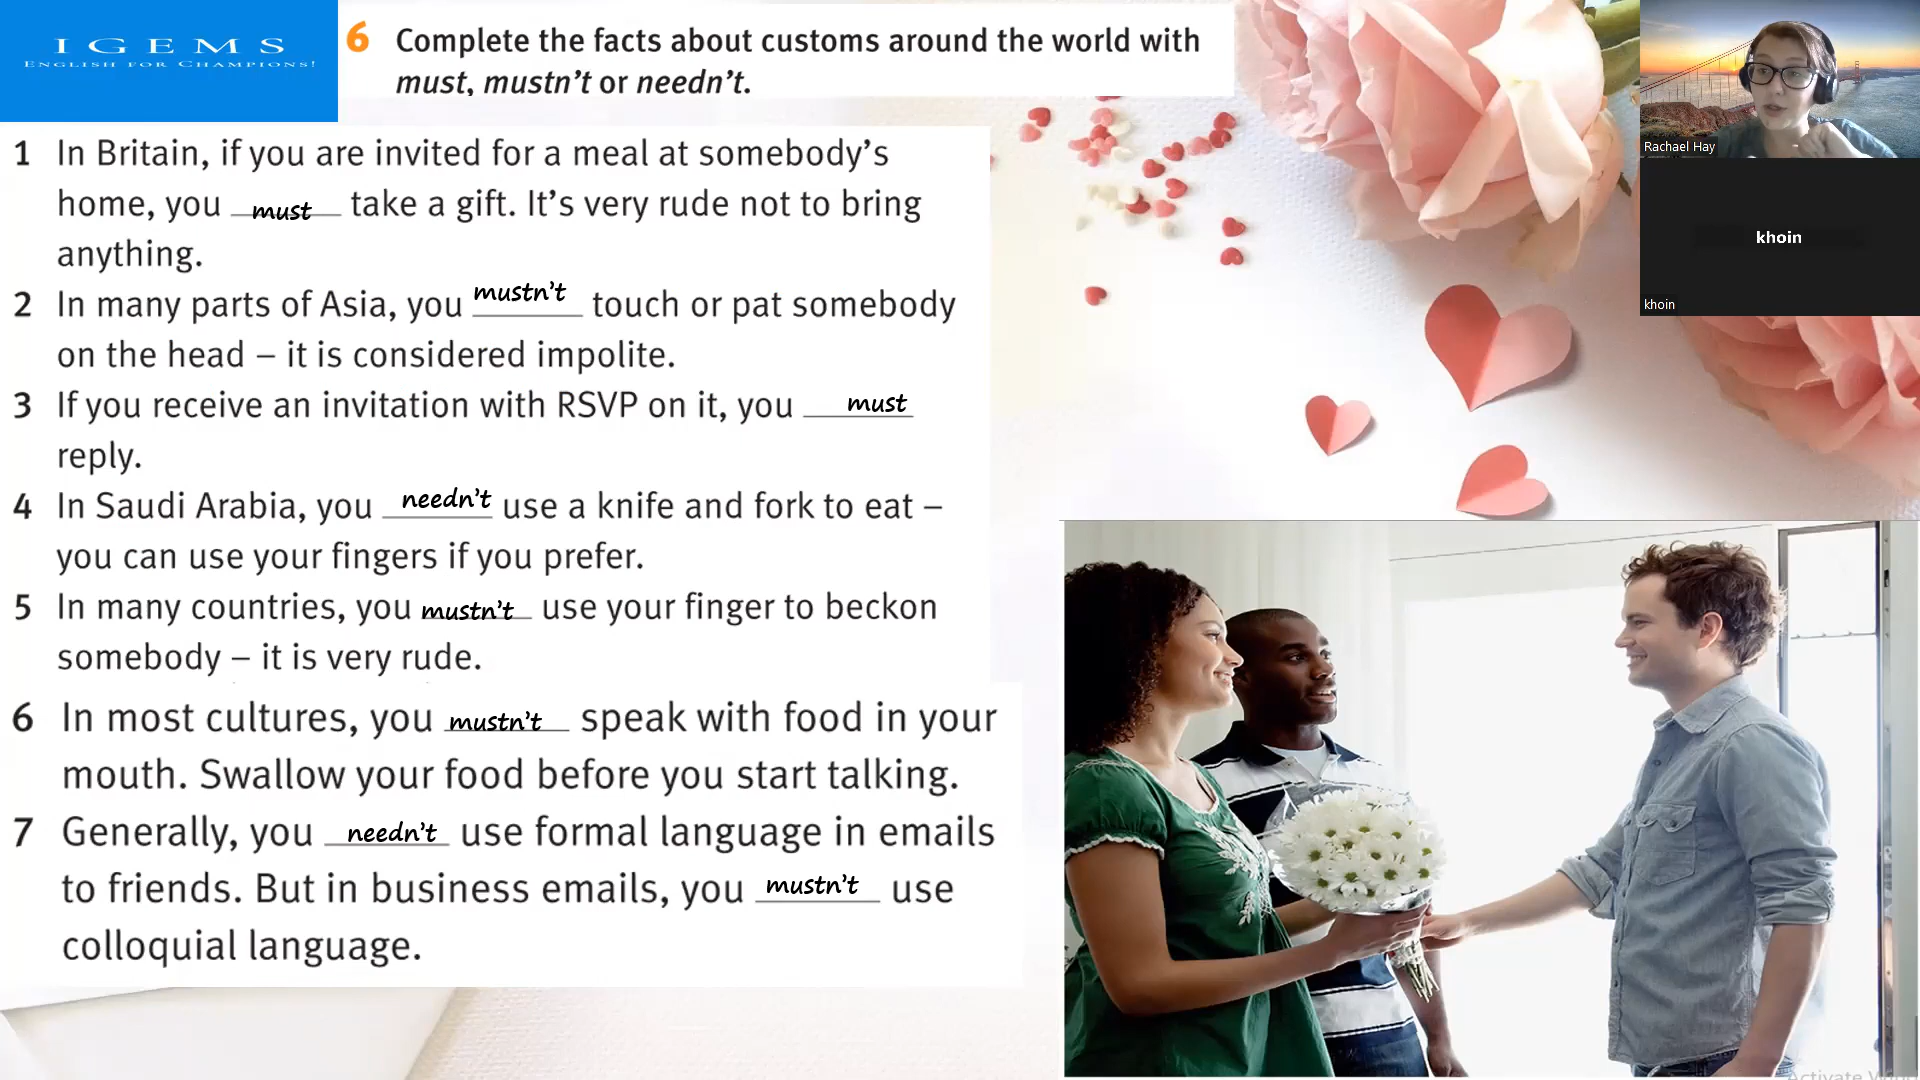 IGEMS
ENGLISH FOR CHAMPIONS!
6 Complete the facts about customs around the world with
must, mustn't or needn't.
1 In Britain, if you are invited for a meal at somebody's
home, you must take a gift. It's very rude not to bring
anything.
2 In many parts of Asia, you mustn't touch or pat somebody
on the head – it is considered impolite.
3 If you receive an invitation with RSVP on it, you must
reply.
4 In Saudi Arabia, you needn't use a knife and fork to eat –
you can use your fingers if you prefer.
5 In many countries, you mustn't use your finger to beckon
somebody – it is very rude.
6 In most cultures, you mustn't speak with food in your
mouth. Swallow your food before you start talking.
7 Generally, you needn't use formal language in emails
to friends. But in business emails, you mustn't use
colloquial language.
Rachael Hay
khoin
khoin